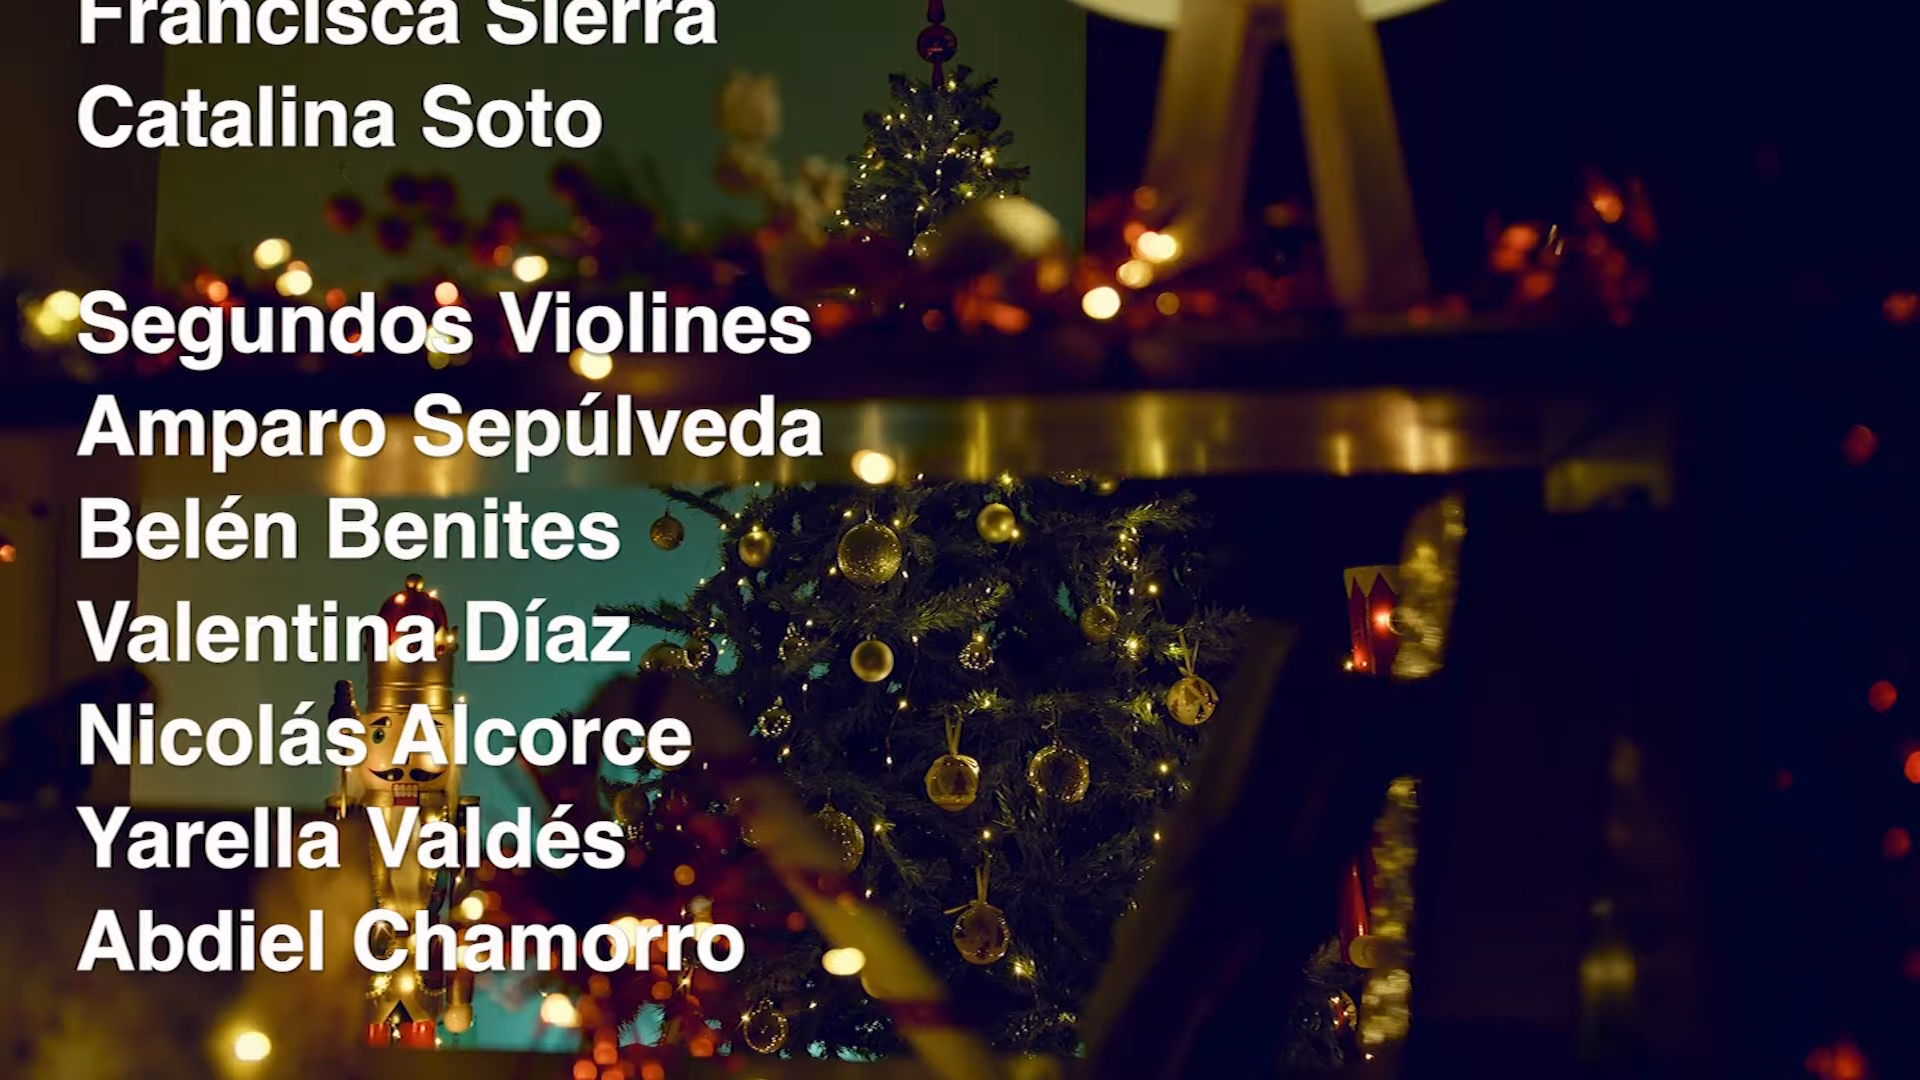 Francisca Sierra
Catalina Soto
Segundos Violines
Amparo Sepúlveda
Belén Benites
Valentina Díaz
Nicolás Alcorce
Yarella Valdés
Abdiel Chamorro